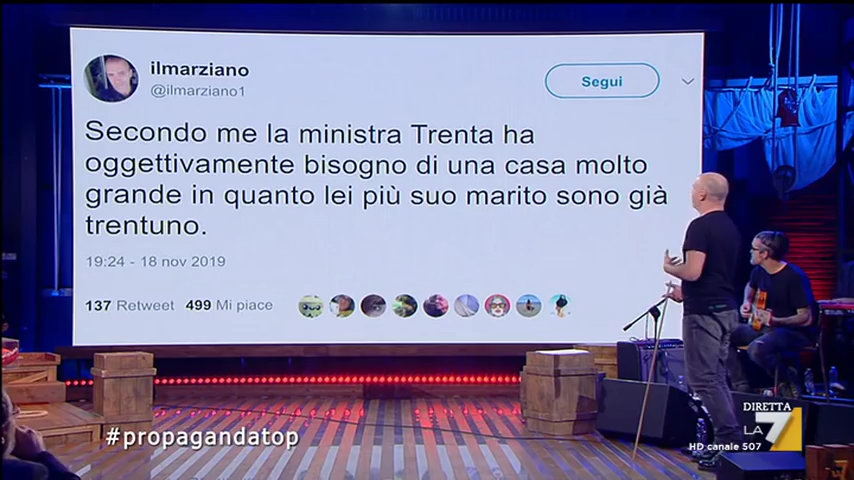 ilmarziano
@ilmarziano1
Segui
Secondo me la ministra Trenta ha
oggettivamente bisogno di una casa molto
grande in quanto lei più suo marito sono già
trentuno.
19:24 - 18 nov 2019
137 Retweet 499 Mi piace
#propagandatop
DIRETTA
LA 7
HD canale 507